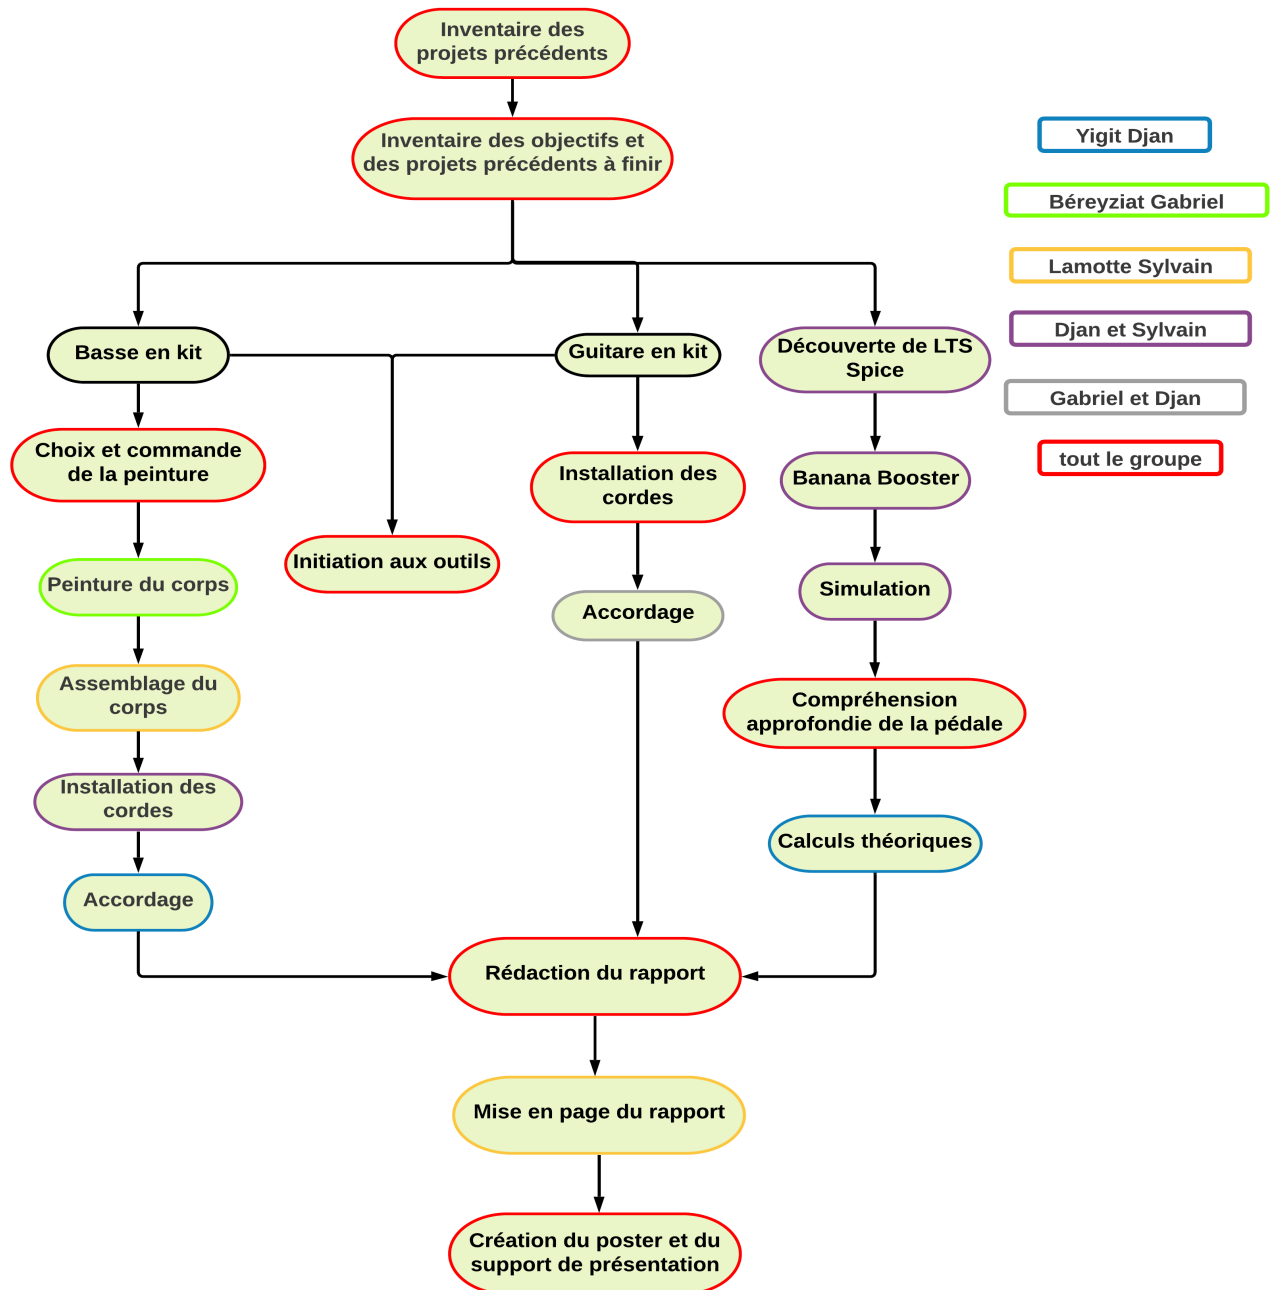 Inventaire des
projets précédents
Inventaire des objectifs et
des projets précédents à finir
Yigit Djan
Béreyziat Gabriel
Lamotte Sylvain
Djan et Sylvain
Gabriel et Djan
tout le groupe
Basse en kit
Guitare en kit
Découverte de LTS
Spice
Choix et commande
de la peinture
Installation des
cordes
Banana Booster
Initiation aux outils
Peinture du corps
Accordage
Simulation
Assemblage du
corps
Compréhension
approfondie de la pédale
Installation des
cordes
Calculs théoriques
Accordage
Rédaction du rapport
Mise en page du rapport
Création du poster et du
support de présentation